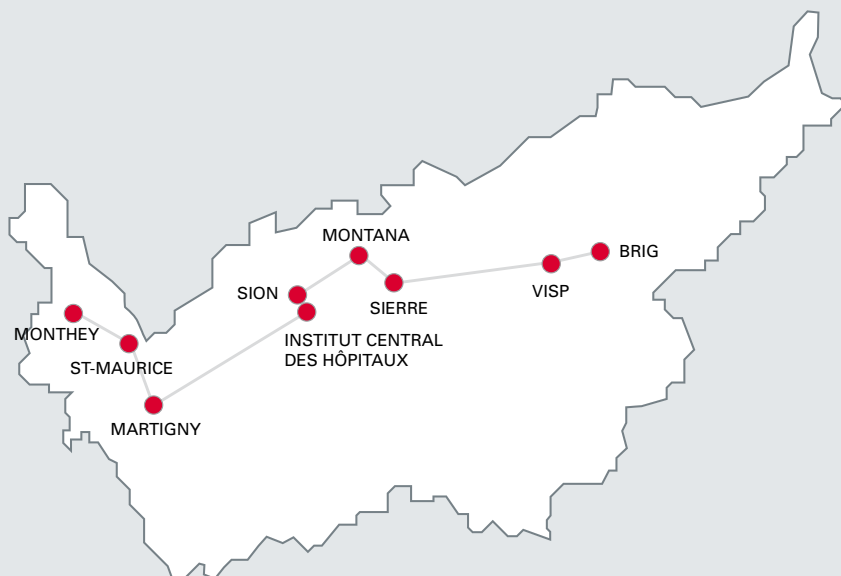 MONTANA
BRIG
SION
VISP
SIERRE
MONTHEY
INSTITUT CENTRAL
DES HÔPITAUX
ST-MAURICE
MARTIGNY